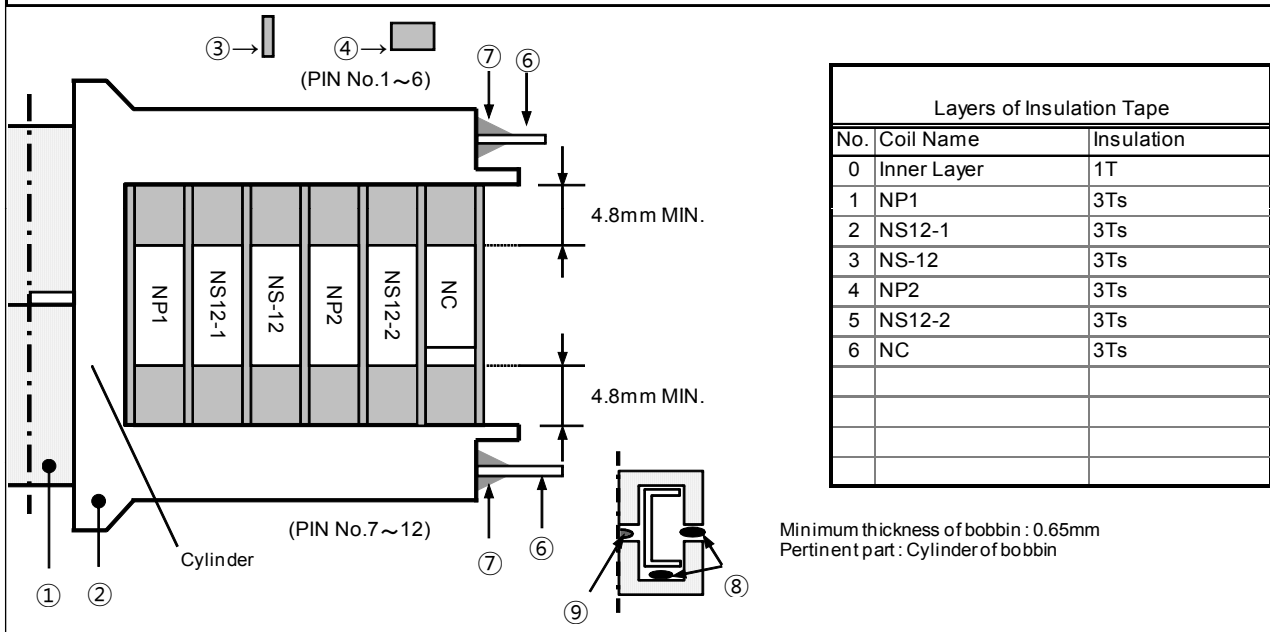 ③→
④→
(PIN No.1～6)
⑦
⑥
4.8mm MIN.
NP1
NS12-1
NS-12
NP2
NS12-2
NC
4.8mm MIN.
(PIN No.7～12)
Cylinder
①
②
⑦
⑥
⑨
⑧
Layers of Insulation Tape
No. Coil Name Insulation
0 Inner Layer 1T
1 NP1 3Ts
2 NS12-1 3Ts
3 NS-12 3Ts
4 NP2 3Ts
5 NS12-2 3Ts
6 NC 3Ts
Minimum thickness of bobbin : 0.65mm
Pertinent part : Cylinder of bobbin